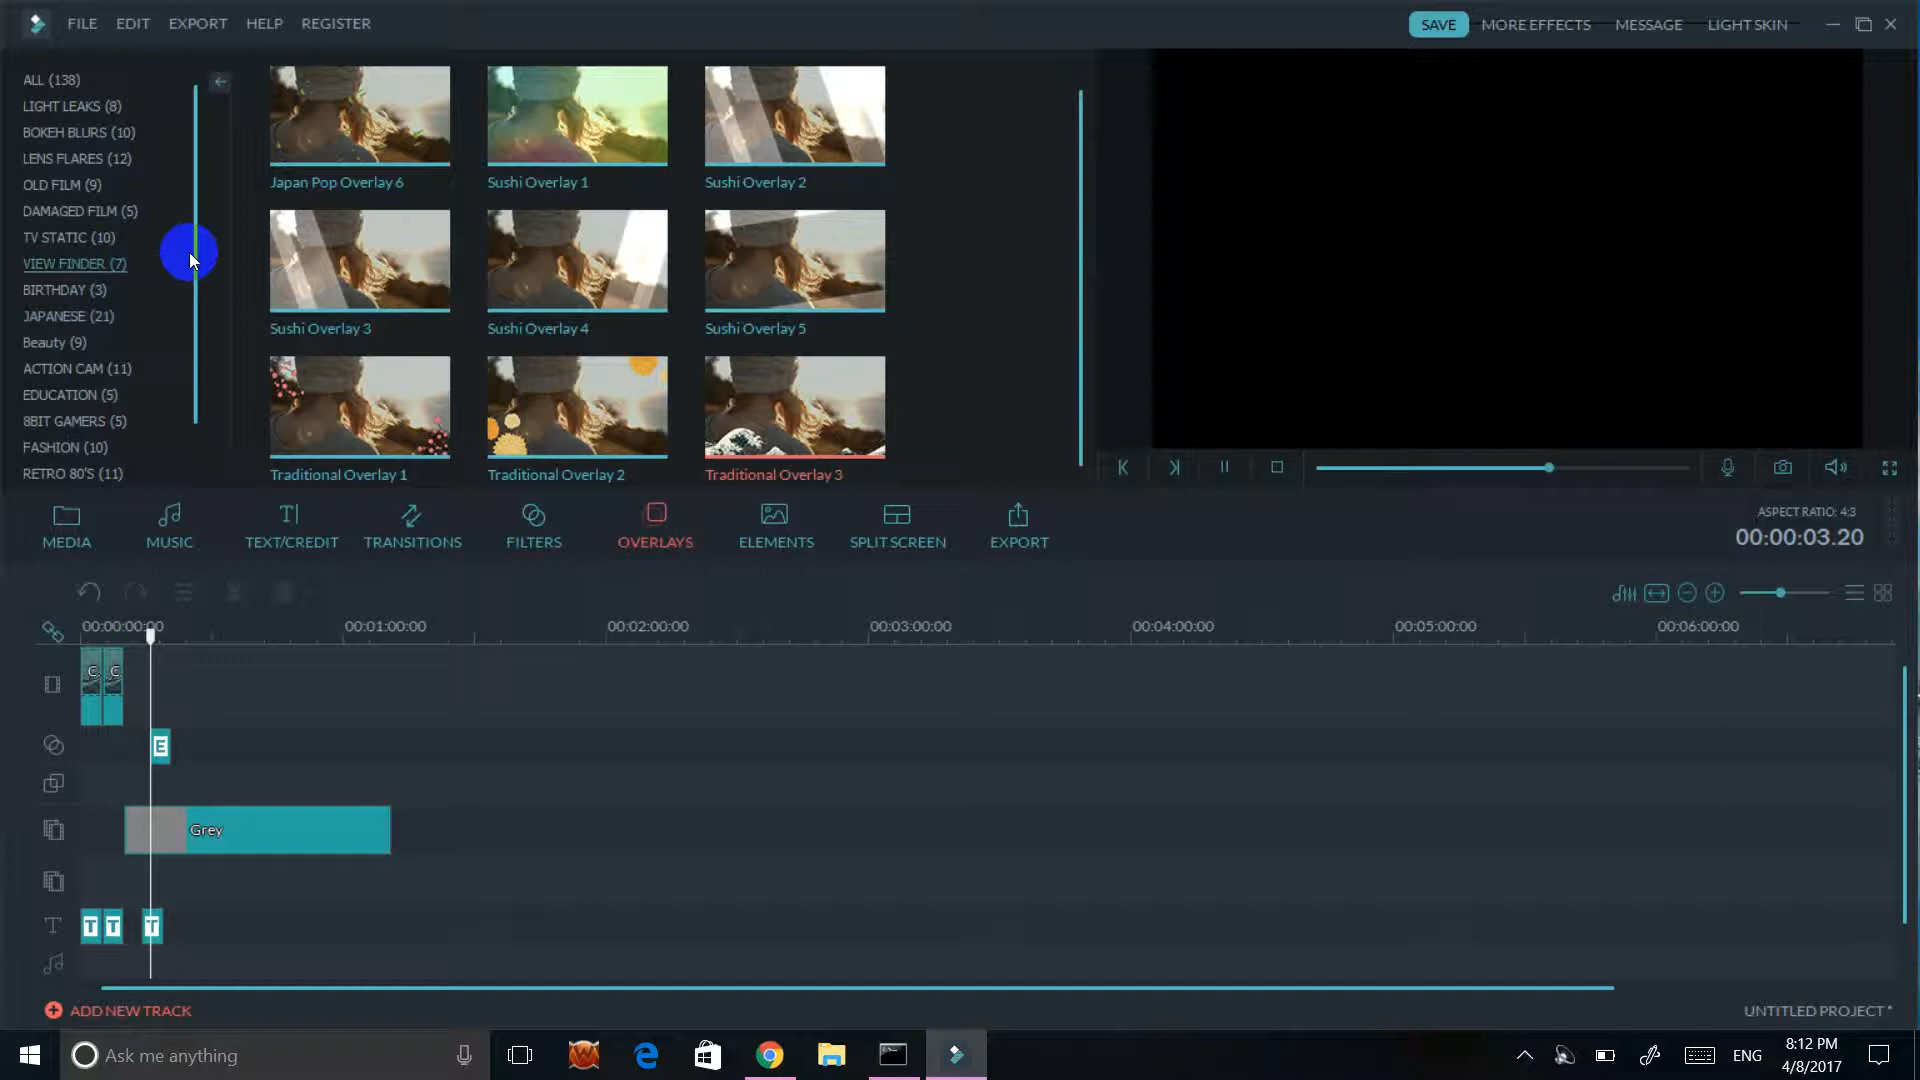 FILE EDIT EXPORT HELP REGISTER SAVE MORE EFFECTS MESSAGE LIGHT SKIN
ALL (138)
LIGHT LEAKS (8)
BOKEH BLURS (10)
LENS FLARES (12)
OLD FILM (9)
DAMAGED FILM (5)
TV STATIC (10)
VIEW FINDER (7)
BIRTHDAY (3)
JAPANESE (21)
Beauty (9)
ACTION CAM (11)
EDUCATION (5)
8BIT GAMERS (5)
FASHION (10)
RETRO 80'S (11)
Japan Pop Overlay 6 Sushi Overlay 1 Sushi Overlay 2
Sushi Overlay 3 Sushi Overlay 4 Sushi Overlay 5
Traditional Overlay 1 Traditional Overlay 2 Traditional Overlay 3
MEDIA MUSIC TEXT/CREDIT TRANSITIONS FILTERS OVERLAYS ELEMENTS SPLIT SCREEN EXPORT
ASPECT RATIO: 4:3
00:00:03.20
00:00:00:00 00:01:00:00 00:02:00:00 00:03:00:00 00:04:00:00 00:05:00:00 00:06:00:00
C C
E
Grey
T T T
ADD NEW TRACK UNTITLED PROJECT *
Ask me anything ENG 8:12 PM
4/8/2017